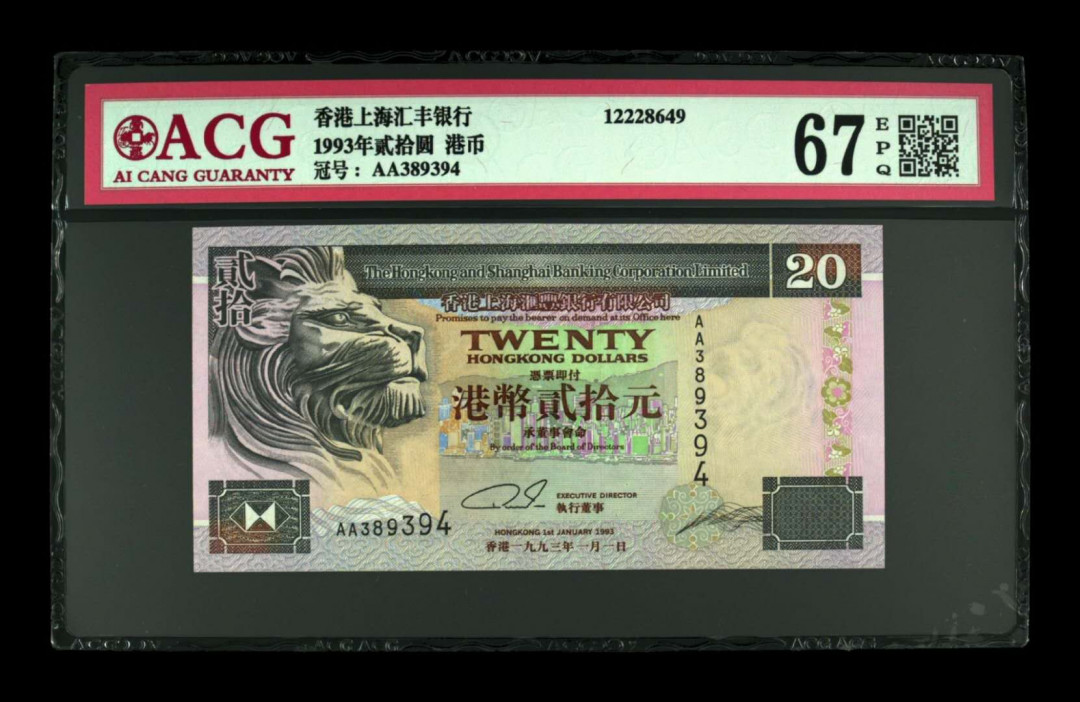 ACG
AI CANG GUARANTY
香港上海汇丰银行
1993年贰拾圆 港币
冠号：AA389394
12228649
67
EPQ
贰拾
The Hongkong and Shanghai Banking Corporation Limited
20
香港上海滙豐銀行有限公司
Promises to pay the bearer on demand at its Office here
TWENTY
HONGKONG DOLLARS
憑票即付
港幣貳拾元
承董事會命
By order of the Board of Directors
AA389394
EXECUTIVE DIRECTOR
執行董事
AA389394
HONGKONG 1st JANUARY 1993
香港一九九三年一月一日